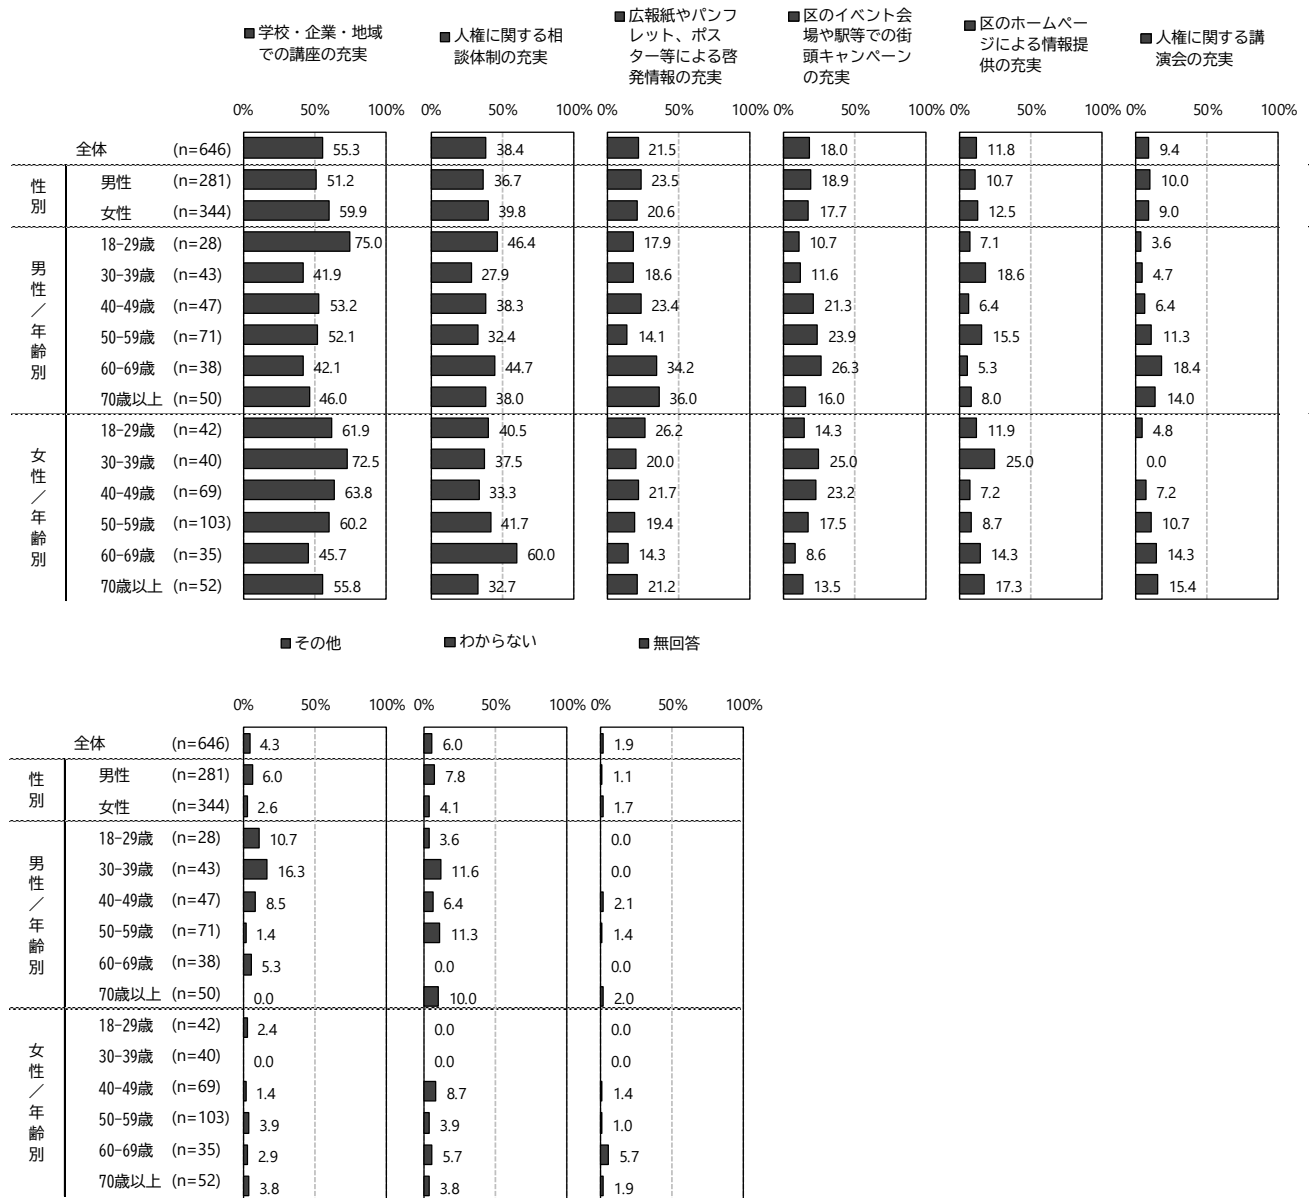 ■学校・企業・地域
での講座の充実
■人権に関する相
談体制の充実
■広報紙やパンフ
レット、ポス
ター等による啓
発情報の充実
■区のイベント会
場や駅等での街
頭キャンペーン
の充実
■区のホームペー
ジによる情報提
供の充実
■人権に関する講
演会の充実
0% 50% 100% 0% 50% 100% 0% 50% 100% 0% 50% 100% 0% 50% 100% 0% 50% 100%
全体 (n=646) 55.3 38.4 21.5 18.0 11.8 9.4
性別
男性 (n=281) 51.2 36.7 23.5 18.9 10.7 10.0
女性 (n=344) 59.9 39.8 20.6 17.7 12.5 9.0
男性／年齢別
18-29歳 (n=28) 75.0 46.4 17.9 10.7 7.1 3.6
30-39歳 (n=43) 41.9 27.9 18.6 11.6 18.6 4.7
40-49歳 (n=47) 53.2 38.3 23.4 21.3 6.4 6.4
50-59歳 (n=71) 52.1 32.4 14.1 23.9 15.5 11.3
60-69歳 (n=38) 42.1 44.7 34.2 26.3 5.3 18.4
70歳以上 (n=50) 46.0 38.0 36.0 16.0 8.0 14.0
女性／年齢別
18-29歳 (n=42) 61.9 40.5 26.2 14.3 11.9 4.8
30-39歳 (n=40) 72.5 37.5 20.0 25.0 25.0 0.0
40-49歳 (n=69) 63.8 33.3 21.7 23.2 7.2 7.2
50-59歳 (n=103) 60.2 41.7 19.4 17.5 8.7 10.7
60-69歳 (n=35) 45.7 60.0 14.3 8.6 14.3 14.3
70歳以上 (n=52) 55.8 32.7 21.2 13.5 17.3 15.4
■その他 ■わからない ■無回答
0% 50% 100% 0% 50% 100% 0% 50% 100%
全体 (n=646) 4.3 6.0 1.9
性別
男性 (n=281) 6.0 7.8 1.1
女性 (n=344) 2.6 4.1 1.7
男性／年齢別
18-29歳 (n=28) 10.7 3.6 0.0
30-39歳 (n=43) 16.3 11.6 0.0
40-49歳 (n=47) 8.5 6.4 2.1
50-59歳 (n=71) 1.4 11.3 1.4
60-69歳 (n=38) 5.3 0.0 0.0
70歳以上 (n=50) 0.0 10.0 2.0
女性／年齢別
18-29歳 (n=42) 2.4 0.0 0.0
30-39歳 (n=40) 0.0 0.0 0.0
40-49歳 (n=69) 1.4 8.7 1.4
50-59歳 (n=103) 3.9 3.9 1.0
60-69歳 (n=35) 2.9 5.7 5.7
70歳以上 (n=52) 3.8 3.8 1.9